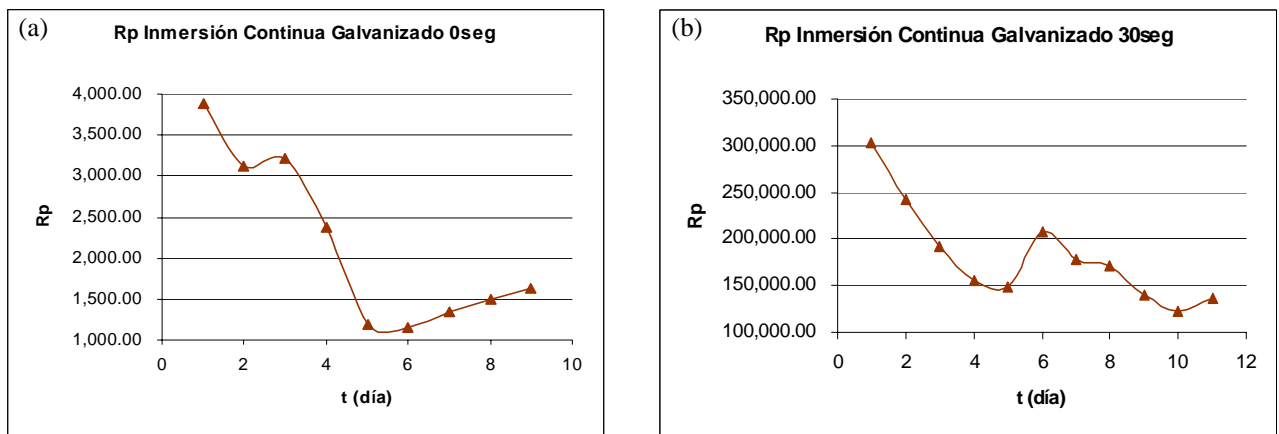 (a)
Rp Inmersión Continua Galvanizado 0seg
4,000.00
3,500.00
3,000.00
2,500.00
2,000.00
1,500.00
1,000.00
Rp
0 2 4 6 8 10
t (día)
(b)
Rp Inmersión Continua Galvanizado 30seg
350,000.00
300,000.00
250,000.00
200,000.00
150,000.00
100,000.00
Rp
0 2 4 6 8 10 12
t (día)